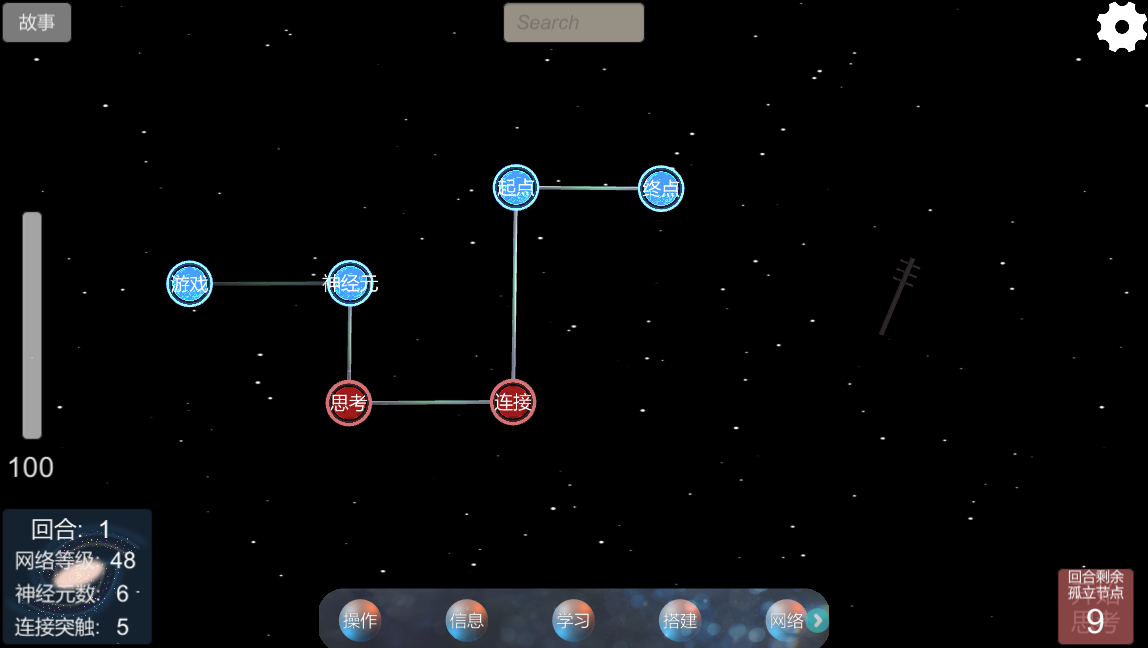 故事
Search
起点
终点
游戏
神经元
思考
连接
100
回合: 1
网络等级: 48
神经元数: 6
连接突触: 5
操作
信息
学习
搭建
网络
回合剩余
孤立节点
9
思考